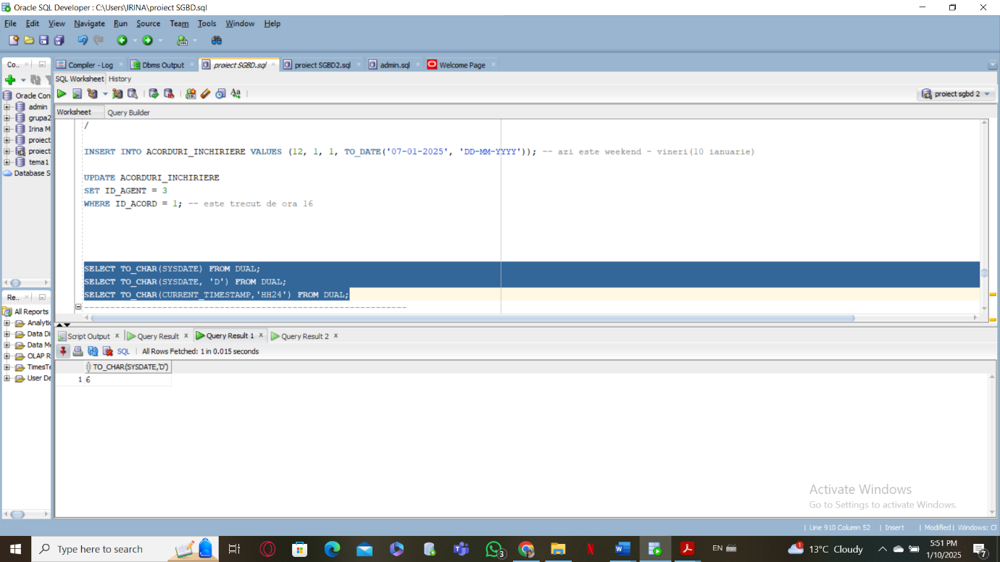 Oracle SQL Developer : C:\Users\IRINA\proiect SGBD.sql
File Edit View Navigate Run Source Team Tools Window Help
Co..
Compiler - Log
Dbms Output
proiect SGBD.sql
proiect SGBD2.sql
admin.sql
Welcome Page
SQL Worksheet History
proiect sgbd 2
Worksheet Query Builder
Oracle Con
admin
grupa2
Irina M
proiect
proiect
tema1
Database S
/
INSERT INTO ACORDURI_INCHIRIERE VALUES (12, 1, 1, TO_DATE('07-01-2025', 'DD-MM-YYYY')); -- azi este weekend - vineri(10 ianuarie)
UPDATE ACORDURI_INCHIRIERE
SET ID_AGENT = 3
WHERE ID_ACORD = 1; -- este trecut de ora 16
SELECT TO_CHAR(SYSDATE) FROM DUAL;
SELECT TO_CHAR(SYSDATE, 'D') FROM DUAL;
SELECT TO_CHAR(CURRENT_TIMESTAMP,'HH24') FROM DUAL;
--------------------------------------------------------------
Re..
All Reports
Analytic
Data Di
Data Mo
OLAP R
TimesTe
User De
Script Output
Query Result
Query Result 1
Query Result 2
SQL | All Rows Fetched: 1 in 0.015 seconds
TO_CHAR(SYSDATE,'D')
1 6
Activate Windows
Go to Settings to activate Windows.
| Line 910 Column 52 | Insert | Modified | Windows: CF
Type here to search
3
EN
1
13°C Cloudy
5:51 PM
1/10/2025
7